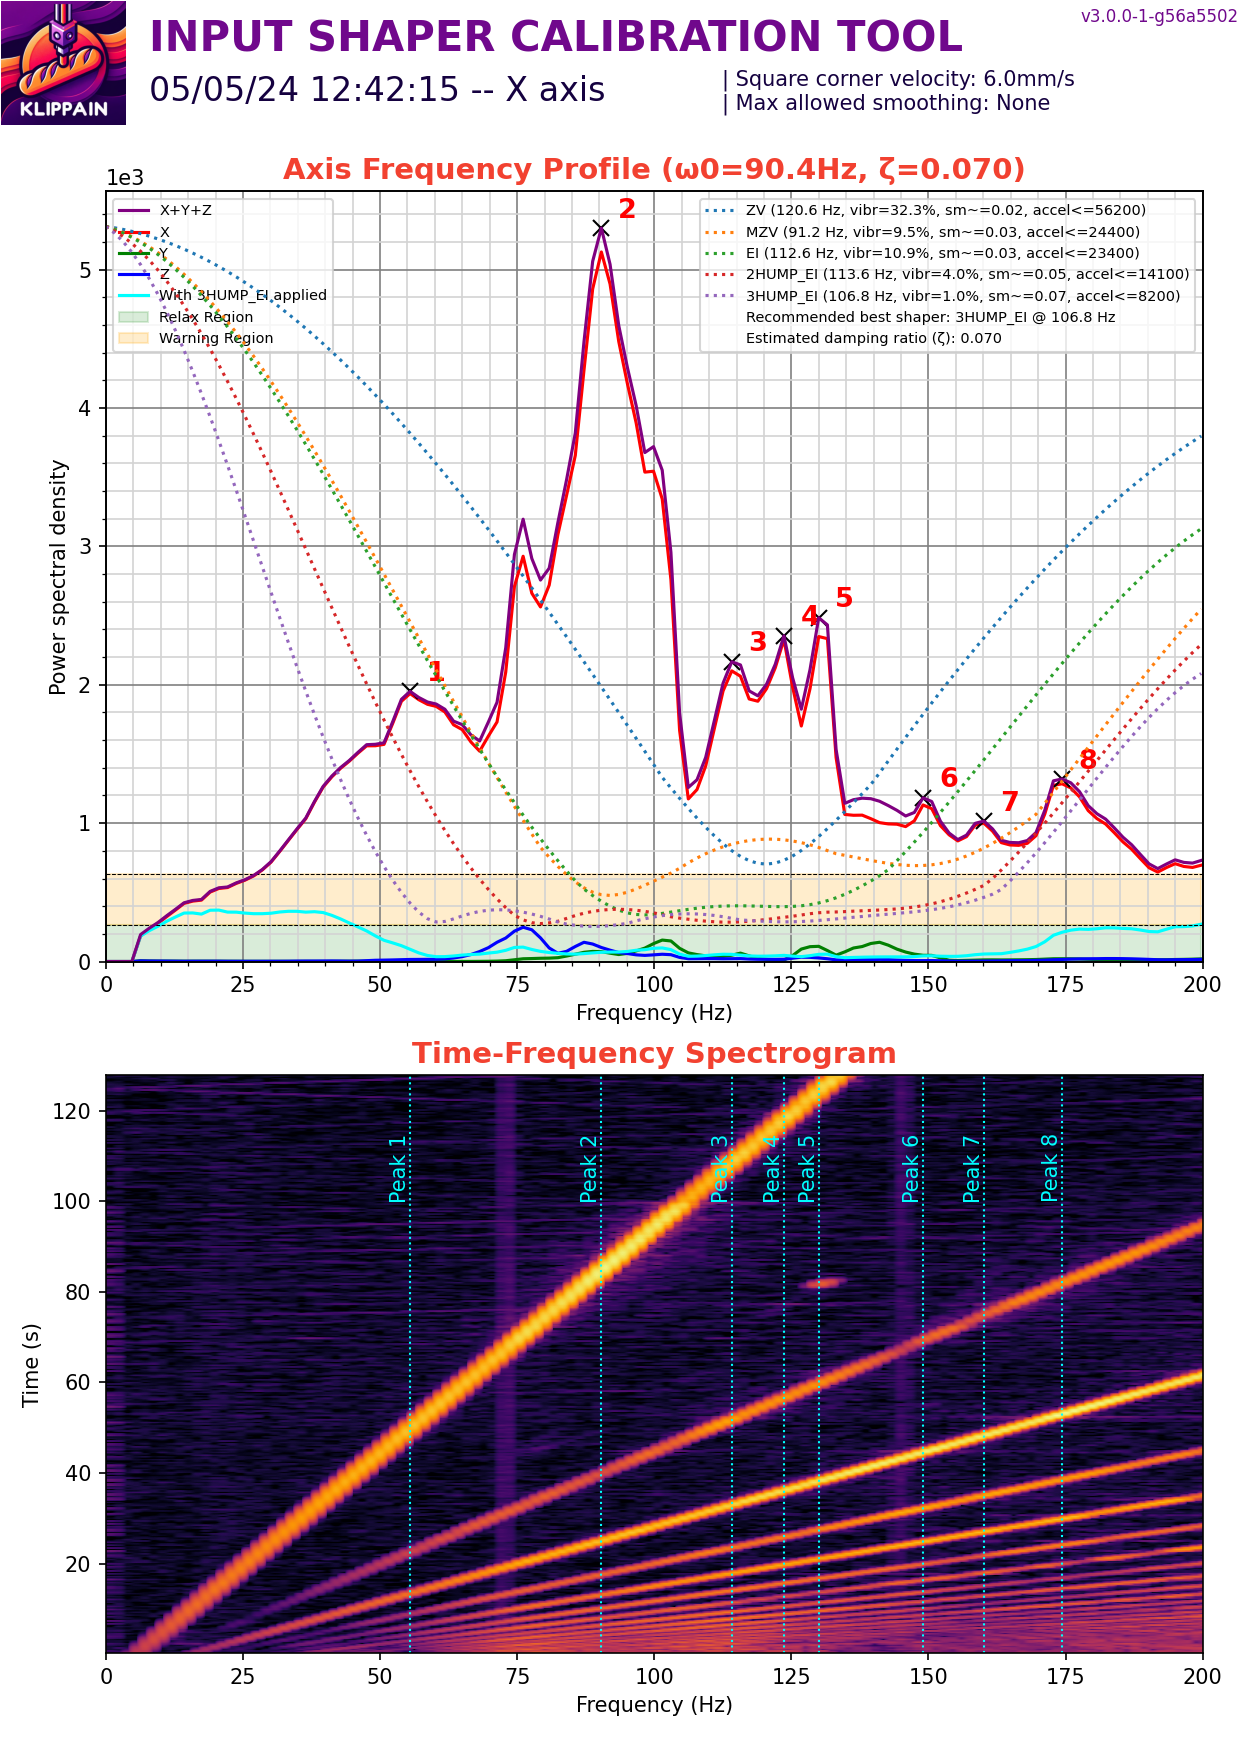 v3.0.0-1-g56a5502
INPUT SHAPER CALIBRATION TOOL
05/05/24 12:42:15 -- X axis
| Square corner velocity: 6.0mm/s
| Max allowed smoothing: None
KLIPPAIN
Axis Frequency Profile (ω0=90.4Hz, ζ=0.070)
1e3
X+Y+Z
X
Y
Z
With 3HUMP_EI applied
Relax Region
Warning Region
ZV (120.6 Hz, vibr=32.3%, sm~=0.02, accel<=56200)
MZV (91.2 Hz, vibr=9.5%, sm~=0.03, accel<=24400)
EI (112.6 Hz, vibr=10.9%, sm~=0.03, accel<=23400)
2HUMP_EI (113.6 Hz, vibr=4.0%, sm~=0.05, accel<=14100)
3HUMP_EI (106.8 Hz, vibr=1.0%, sm~=0.07, accel<=8200)
Recommended best shaper: 3HUMP_EI @ 106.8 Hz
Estimated damping ratio (ζ): 0.070
1
2
3
4
5
6
7
8
Power spectral density
5
4
3
2
1
0
0 25 50 75 100 125 150 175 200
Frequency (Hz)
Time-Frequency Spectrogram
Peak 1
Peak 2
Peak 3
Peak 4
Peak 5
Peak 6
Peak 7
Peak 8
Time (s)
120
100
80
60
40
20
0 25 50 75 100 125 150 175 200
Frequency (Hz)